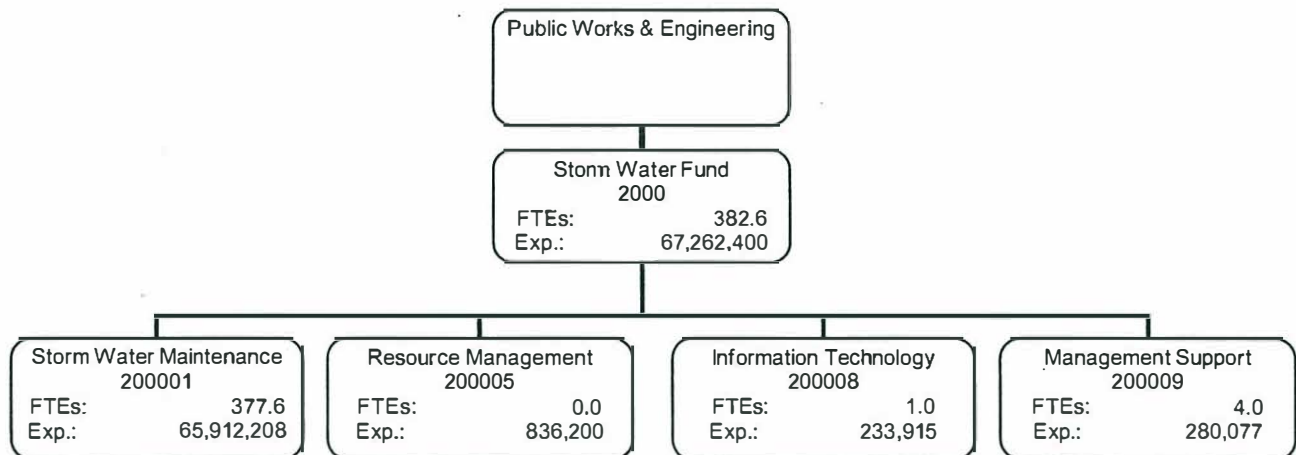 Public Works & Engineering
Storm Water Fund
2000
FTEs: 382.6
Exp.: 67,262,400
Storm Water Maintenance
200001
FTEs: 377.6
Exp.: 65,912,208
Resource Management
200005
FTEs: 0.0
Exp.: 836,200
Information Technology
200008
FTEs: 1.0
Exp.: 233,915
Management Support
200009
FTEs: 4.0
Exp.: 280,077